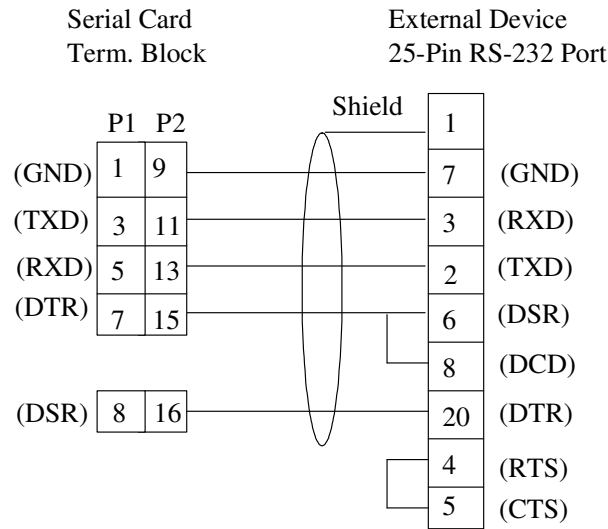 Serial Card External Device
Term. Block 25-Pin RS-232 Port
Shield 1
P1 P2
(GND) 1 9 7 (GND)
(TXD) 3 11 3 (RXD)
(RXD) 5 13 2 (TXD)
(DTR) 7 15 6 (DSR)
8 (DCD)
(DSR) 8 16 20 (DTR)
4 (RTS)
5 (CTS)